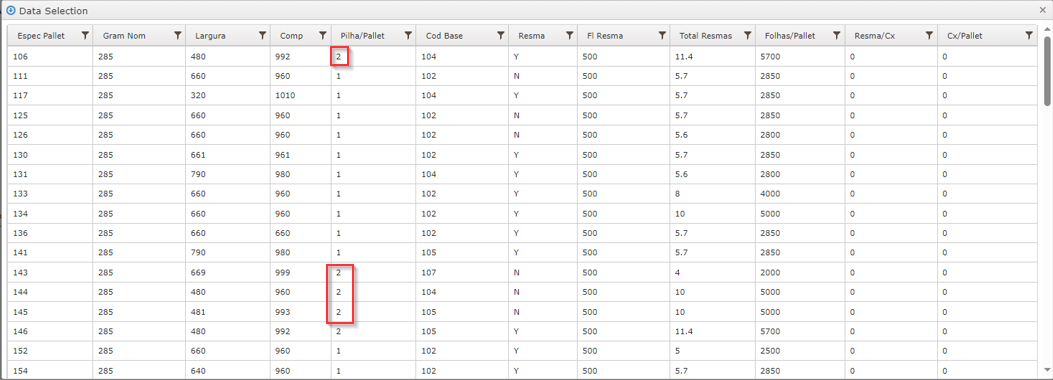 Data Selection
Espec Pallet Gram Nom Largura Comp Pilha/Pallet Cod Base Resma Fl Resma Total Resmas Folhas/Pallet Resma/Cx Cx/Pallet
106 285 480 992 2 104 Y 500 11.4 5700 0 0
111 285 660 960 1 102 N 500 5.7 2850 0 0
117 285 320 1010 1 104 Y 500 5.7 2850 0 0
125 285 660 960 1 102 N 500 5.7 2850 0 0
126 285 660 960 1 102 N 500 5.6 2800 0 0
130 285 661 961 1 102 Y 500 5.7 2850 0 0
131 285 790 980 1 104 Y 500 5.6 2800 0 0
133 285 660 960 1 102 Y 500 8 4000 0 0
134 285 660 960 1 102 Y 500 10 5000 0 0
136 285 660 660 1 102 Y 500 5.7 2850 0 0
141 285 790 980 1 105 Y 500 5.7 2850 0 0
143 285 669 999 2 107 N 500 4 2000 0 0
144 285 480 960 2 104 N 500 10 5000 0 0
145 285 481 993 2 105 N 500 10 5000 0 0
146 285 480 992 2 105 Y 500 11.4 5700 0 0
152 285 660 960 1 102 Y 500 5 2500 0 0
154 285 640 960 1 102 Y 500 5.7 2850 0 0